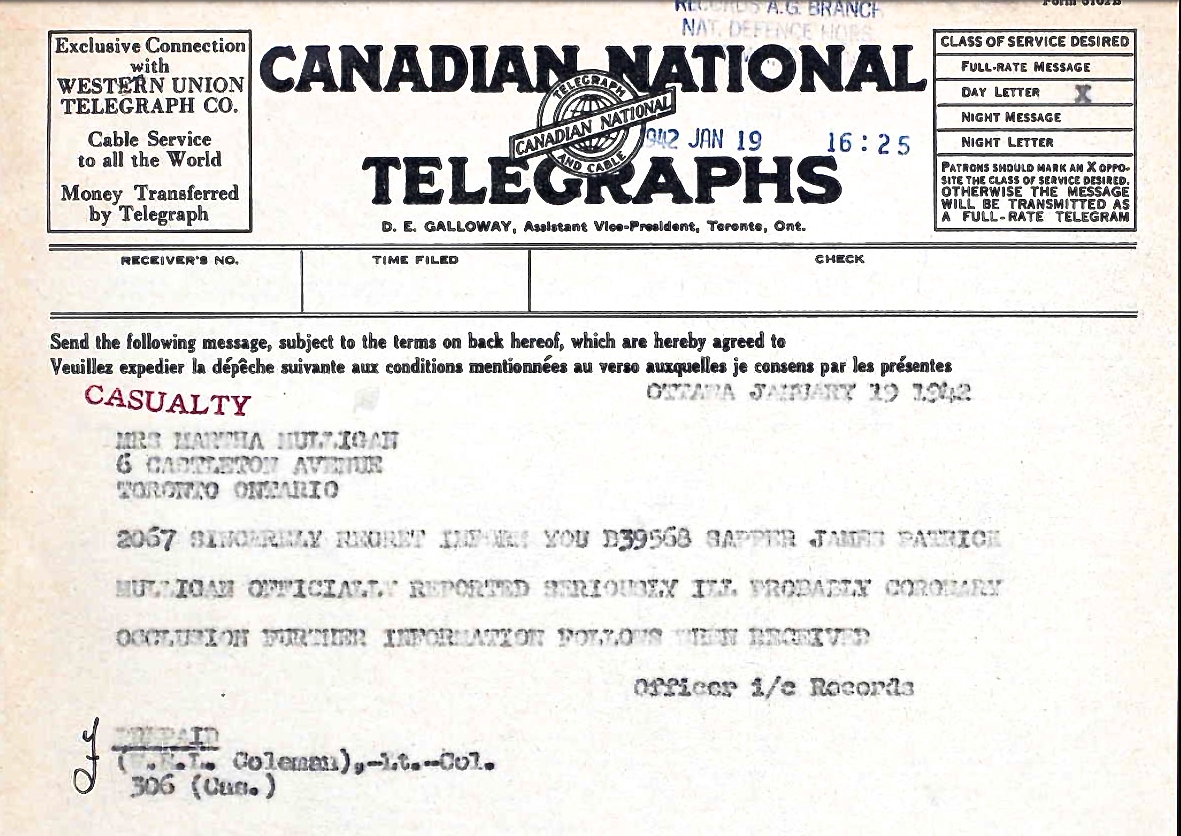 RECORDS A.G. BRANCH
NAT. DEFENCE HQRS.
Exclusive Connection
with
WESTERN UNION
TELEGRAPH CO.
Cable Service
to all the World
Money Transferred
by Telegraph
CANADIAN NATIONAL
TELEGRAPH
CANADIAN NATIONAL
AND CABLE
1942 JAN 19 16:25
TELEGRAPHS
D. E. GALLOWAY, Assistant Vice-President, Toronto, Ont.
CLASS OF SERVICE DESIRED
FULL-RATE MESSAGE
DAY LETTER X
NIGHT MESSAGE
NIGHT LETTER
PATRONS SHOULD MARK AN X OPPO-
SITE THE CLASS OF SERVICE DESIRED.
OTHERWISE THE MESSAGE
WILL BE TRANSMITTED AS
A FULL-RATE TELEGRAM
RECEIVER'S NO. TIME FILED CHECK
Send the following message, subject to the terms on back hereof, which are hereby agreed to
Veuillez expedier la dépêche suivante aux conditions mentionnées au verso auxquelles je consens par les présentes
CASUALTY
OTTAWA JANUARY 19 1942
MRS MARTHA MULLIGAN
6 CASTLETON AVENUE
TORONTO ONTARIO
2067 SINCERELY REGRET INFORM YOU B39568 SAPPER JAMES PATRICK
MULLIGAN OFFICIALLY REPORTED SERIOUSLY ILL PROBABLY CORONARY
OCCLUSION FURTHER INFORMATION FOLLOWS WHEN RECEIVED
Officer i/c Records
PREPAID
Coleman),-Lt.-Col.
306 (Cas.)